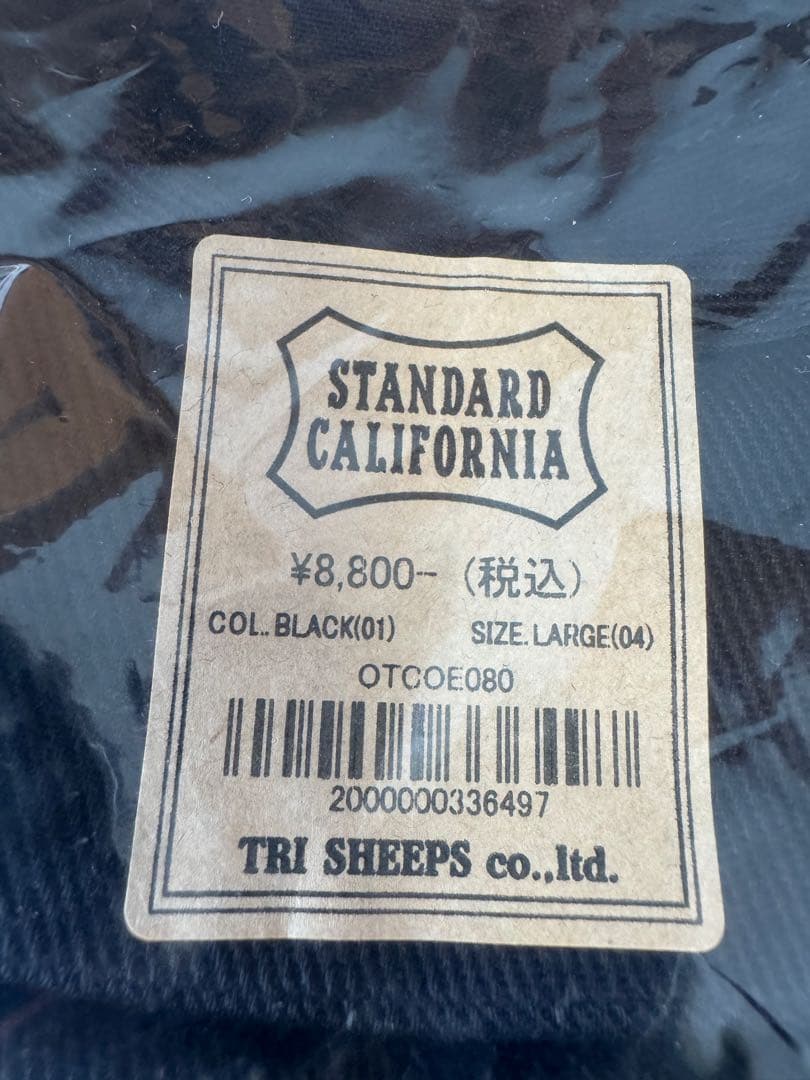 STANDARD
CALIFORNIA
¥8,800-- (税込)
COL. BLACK(01) SIZE. LARGE(04)
OTCOE080
2000000336497
TRI SHEEPS co.,ltd.